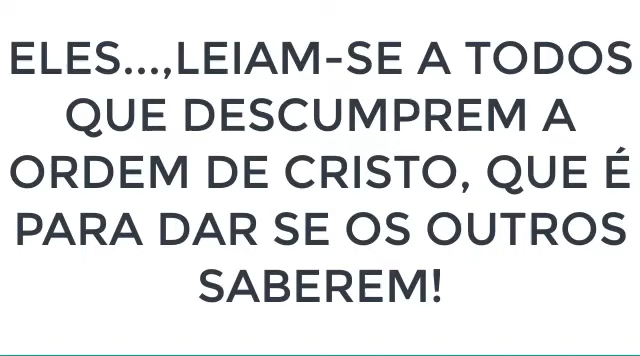 ELES...,LEIAM-SE A TODOS
QUE DESCUMPREM A
ORDEM DE CRISTO, QUE É
PARA DAR SE OS OUTROS
SABEREM!